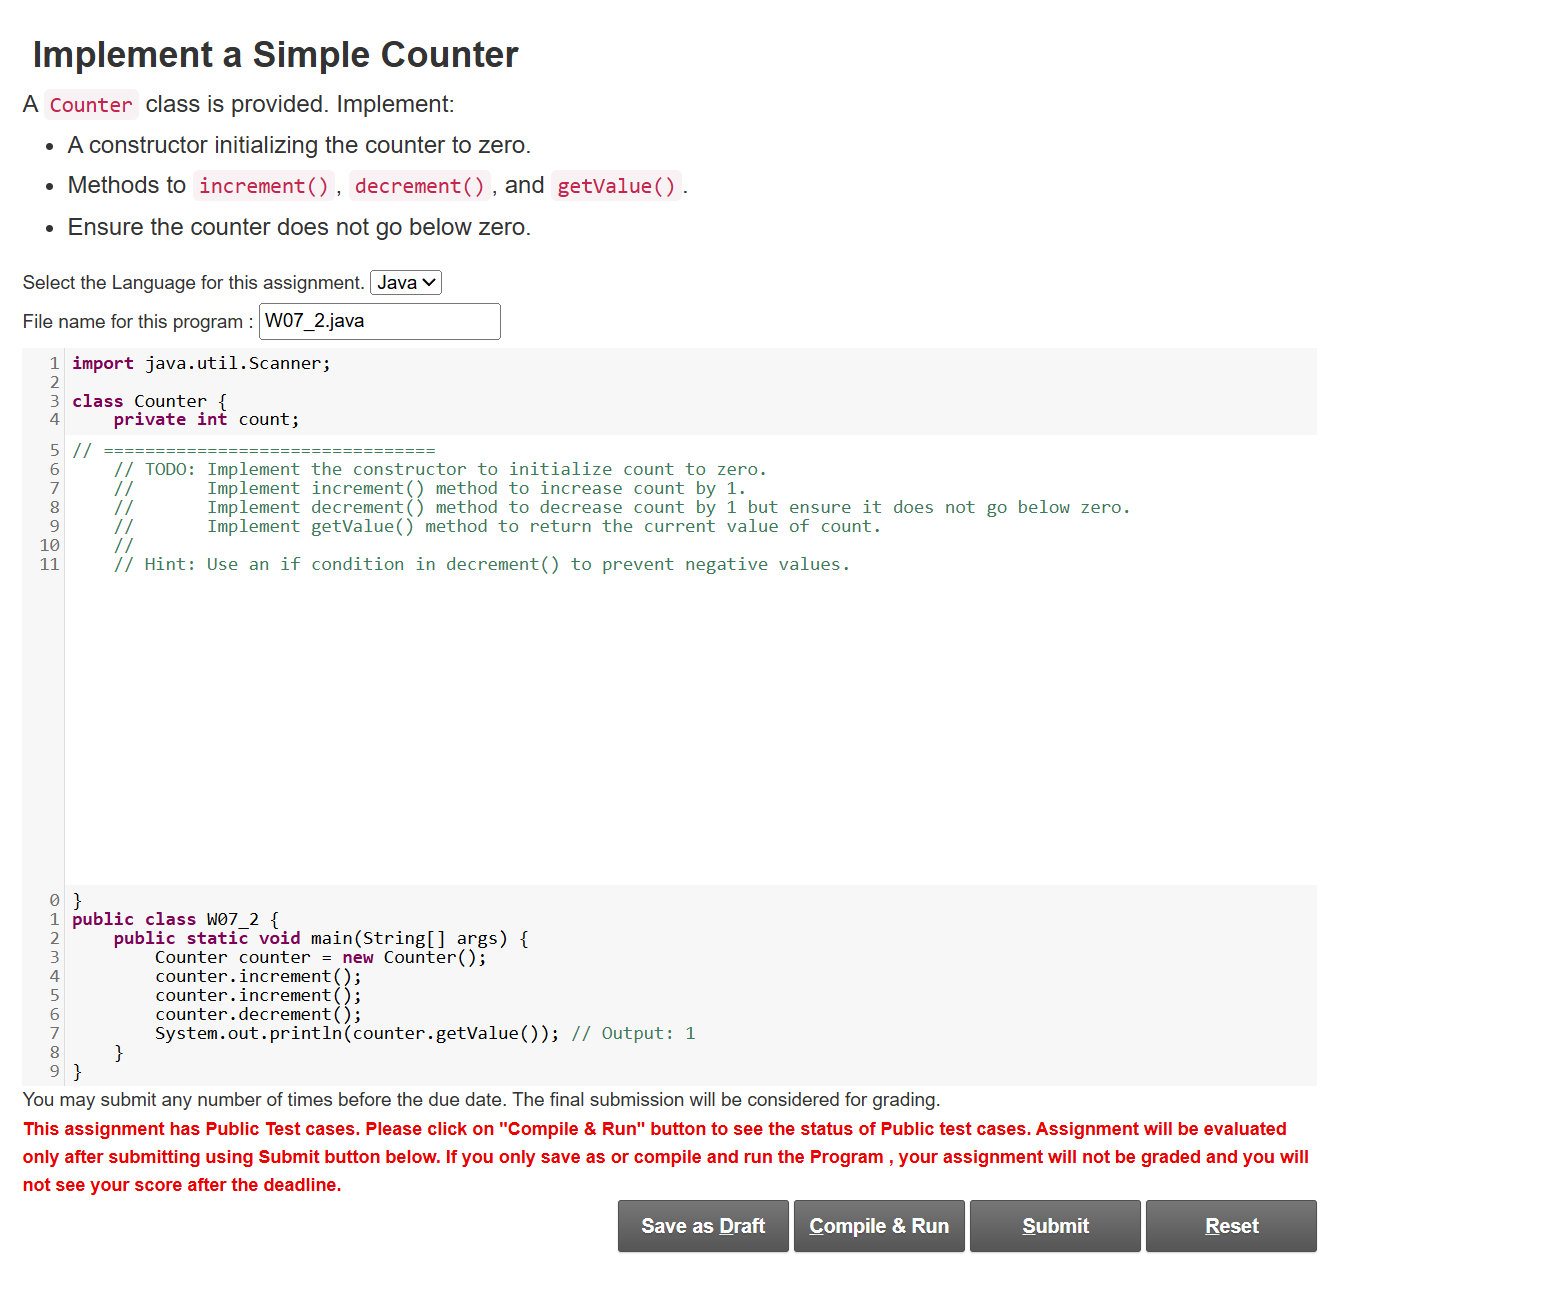 Implement a Simple Counter
A Counter class is provided. Implement:
• A constructor initializing the counter to zero.
• Methods to increment(), decrement(), and getValue().
• Ensure the counter does not go below zero.
Select the Language for this assignment. Java
File name for this program : W07_2.java
1 import java.util.Scanner;
2
3 class Counter {
4     private int count;
5 // ================================
6     // TODO: Implement the constructor to initialize count to zero.
7     //       Implement increment() method to increase count by 1.
8     //       Implement decrement() method to decrease count by 1 but ensure it does not go below zero.
9     //       Implement getValue() method to return the current value of count.
10     //
11     // Hint: Use an if condition in decrement() to prevent negative values.
0 }
1 public class W07_2 {
2     public static void main(String[] args) {
3         Counter counter = new Counter();
4         counter.increment();
5         counter.increment();
6         counter.decrement();
7         System.out.println(counter.getValue()); // Output: 1
8     }
9 }
You may submit any number of times before the due date. The final submission will be considered for grading.
This assignment has Public Test cases. Please click on "Compile & Run" button to see the status of Public test cases. Assignment will be evaluated
only after submitting using Submit button below. If you only save as or compile and run the Program , your assignment will not be graded and you will
not see your score after the deadline.
Save as Draft Compile & Run Submit Reset